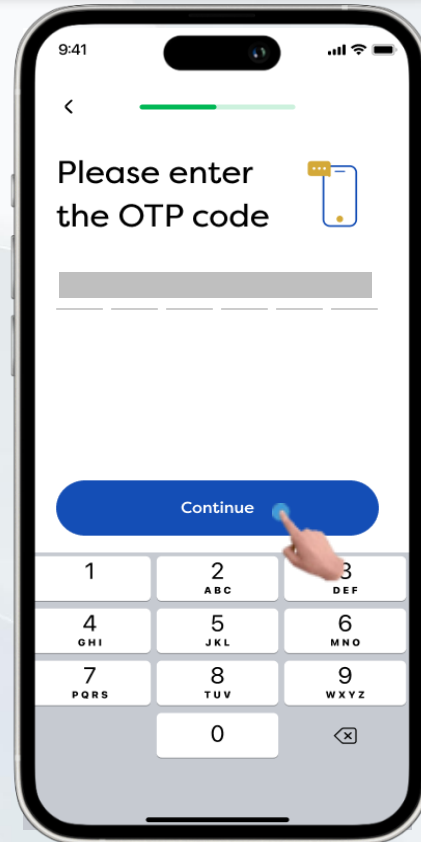 9:41
Please enter
the OTP code
Continue
1
2
3
ABC
DEF
4
5
6
GHI
JKL
MNO
7
8
9
PQRS
TUV
WXYZ
0